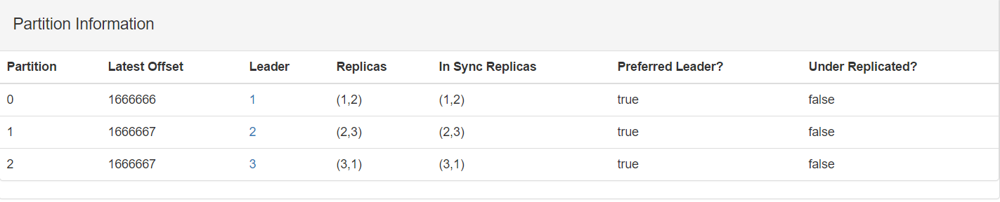 Partition Information
Partition Latest Offset Leader Replicas In Sync Replicas Preferred Leader? Under Replicated?
0 1666666 1 (1,2) (1,2) true false
1 1666667 2 (2,3) (2,3) true false
2 1666667 3 (3,1) (3,1) true false